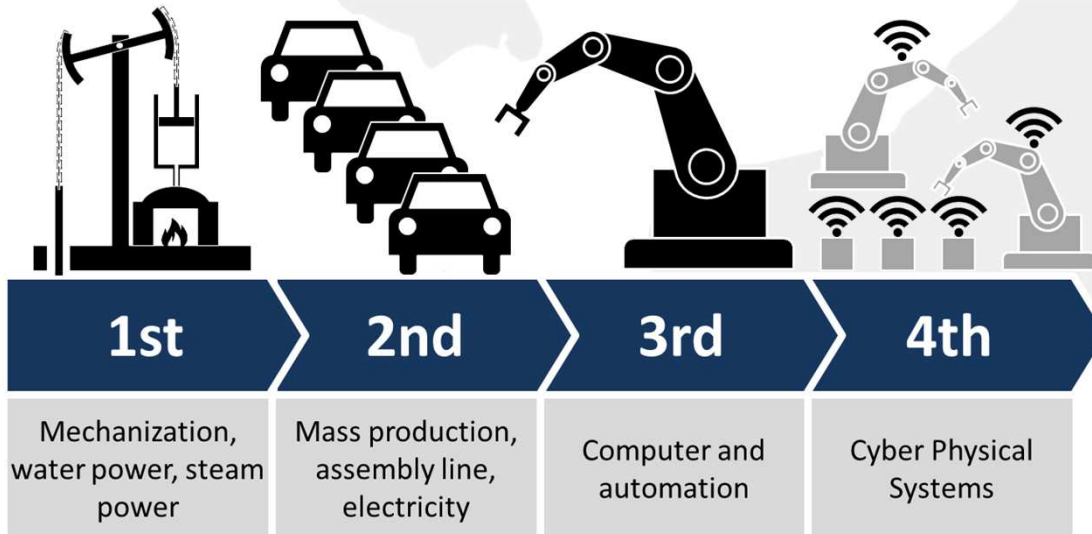 1st
2nd
3rd
4th
Mechanization,
water power, steam
power
Mass production,
assembly line,
electricity
Computer and
automation
Cyber Physical
Systems